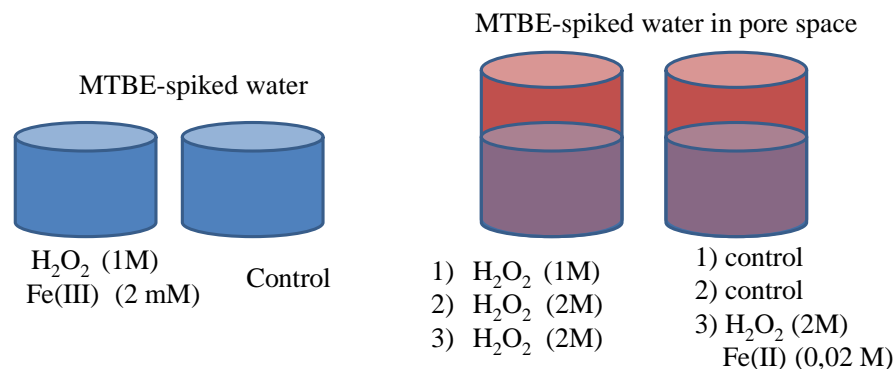 MTBE-spiked water
H₂O₂ (1M)
Fe(III) (2 mM)
Control
MTBE-spiked water in pore space
1) H₂O₂ (1M)
2) H₂O₂ (2M)
3) H₂O₂ (2M)
1) control
2) control
3) H₂O₂ (2M)
Fe(II) (0,02 M)